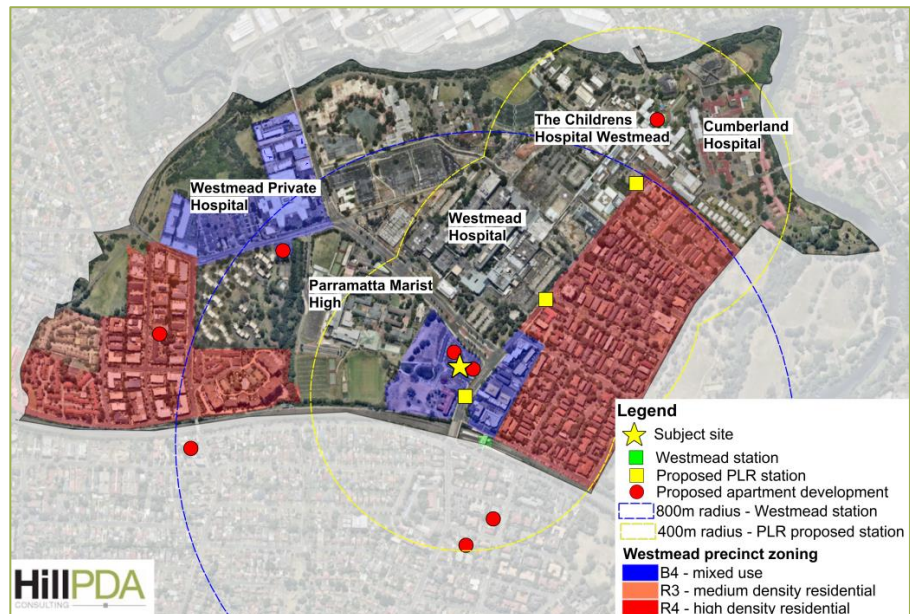 The Childrens
Hospital Westmead
Cumberland
Hospital
Westmead Private
Hospital
Westmead
Hospital
Parramatta Marist
High
Legend
Subject site
Westmead station
Proposed PLR station
Proposed apartment development
800m radius - Westmead station
400m radius - PLR proposed station
Westmead precinct zoning
B4 - mixed use
R3 - medium density residential
R4 - high density residential
HillPDA
CONSULTING